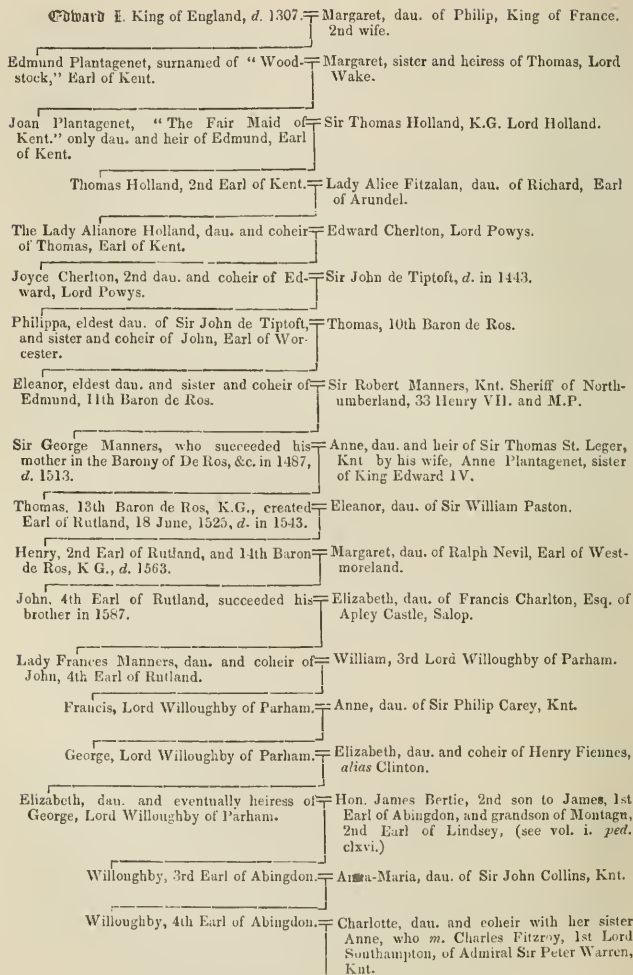 Edward I. King of England, d. 1307.
Margaret, dau. of Philip, King of France.
2nd wife.
Edmund Plantagenet, surnamed of "Wood-
stock," Earl of Kent.
Margaret, sister and heiress of Thomas, Lord
Wake.
Joan Plantagenet, "The Fair Maid of
Kent." only dau. and heir of Edmund, Earl
of Kent.
Sir Thomas Holland, K.G. Lord Holland.
Thomas Holland, 2nd Earl of Kent.
Lady Alice Fitzalan, dau. of Richard, Earl
of Arundel.
The Lady Alianore Holland, dau. and coheir
of Thomas, Earl of Kent.
Edward Cherlton, Lord Powys.
Joyce Cherlton, 2nd dau. and coheir of Ed-
ward, Lord Powys.
Sir John de Tiptoft, d. in 1443.
Philippa, eldest dau. of Sir John de Tiptoft,
and sister and coheir of John, Earl of Wor-
cester.
Thomas, 10th Baron de Ros.
Eleanor, eldest dau. and sister and coheir of
Edmund, 11th Baron de Ros.
Sir Robert Manners, Knt. Sheriff of North-
umberland, 33 Henry VII. and M.P.
Sir George Manners, who succeeded his
mother in the Barony of De Ros, &c. in 1487,
d. 1513.
Anne, dau. and heir of Sir Thomas St. Leger,
Knt by his wife, Anne Plantagenet, sister
of King Edward IV.
Thomas, 13th Baron de Ros, K.G., created
Earl of Rutland, 18 June, 1525, d. in 1543.
Eleanor, dau. of Sir William Paston.
Henry, 2nd Earl of Rutland, and 14th Baron
de Ros, K G., d. 1563.
Margaret, dau. of Ralph Nevil, Earl of West-
moreland.
John, 4th Earl of Rutland, succeeded his
brother in 1587.
Elizabeth, dau. of Francis Charlton, Esq. of
Apley Castle, Salop.
Lady Frances Manners, dau. and coheir of
John, 4th Earl of Rutland.
William, 3rd Lord Willoughby of Parham.
Francis, Lord Willoughby of Parham.
Anne, dau. of Sir Philip Carey, Knt.
George, Lord Willoughby of Parham.
Elizabeth, dau. and coheir of Henry Fiennes,
alias Clinton.
Elizabeth, dau. and eventually heiress of
George, Lord Willoughby of Parham.
Hon. James Bertie, 2nd son to James, 1st
Earl of Abingdon, and grandson of Montagu,
2nd Earl of Lindsey, (see vol. i. ped.
clxvi.)
Willoughby, 3rd Earl of Abingdon.
Anna-Maria, dau. of Sir John Collins, Knt.
Willoughby, 4th Earl of Abingdon.
Charlotte, dau. and coheir with her sister
Anne, who m. Charles Fitzroy, 1st Lord
Southampton, of Admiral Sir Peter Warren,
Knt.